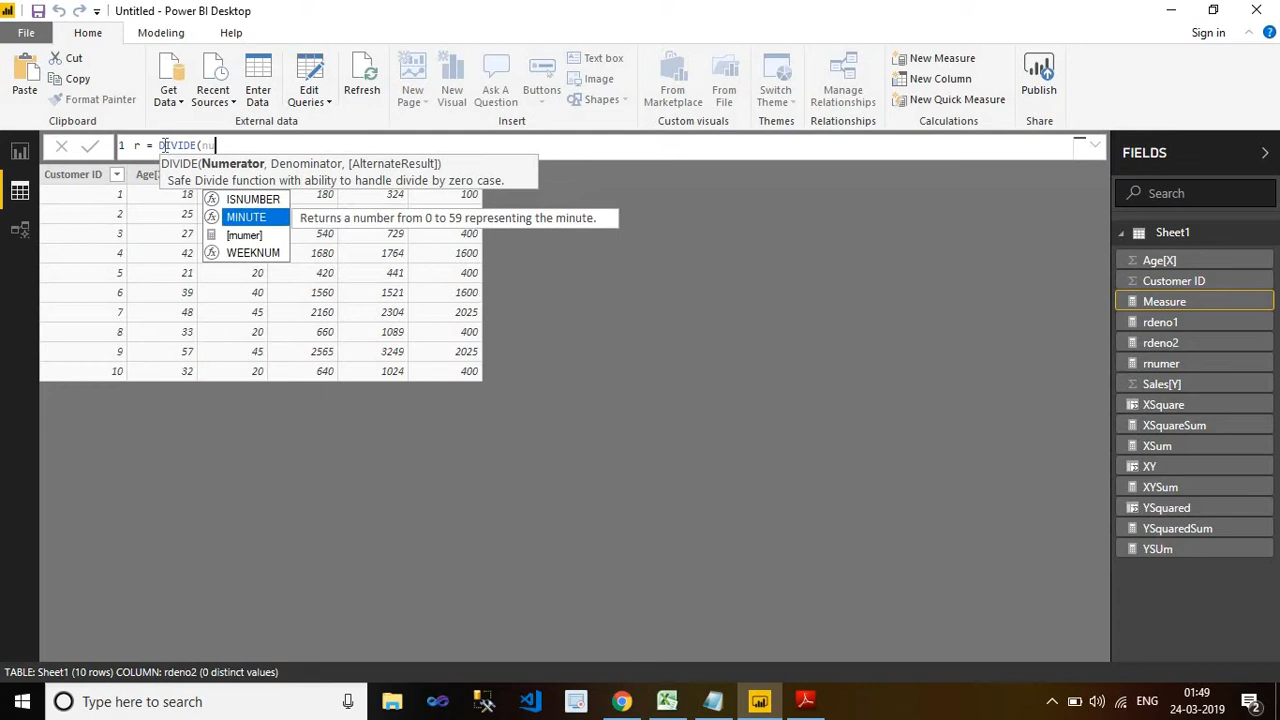 Untitled - Power BI Desktop
File Home Modeling Help Sign in
Paste Cut Copy Format Painter Clipboard
Get Data Recent Sources Enter Data Edit Queries External data
Refresh
New Page New Visual Ask A Question Buttons Text box Image Shapes Insert
From Marketplace From File Custom visuals
Switch Theme Themes
Manage Relationships Relationships
New Measure New Column New Quick Measure Calculations
Publish Share
1 r = DIVIDE(nu
DIVIDE(Numerator, Denominator, [AlternateResult])
Safe Divide function with ability to handle divide by zero case.
ISNUMBER
MINUTE Returns a number from 0 to 59 representing the minute.
WEEKNUM
Customer ID Age[X
1 18 180 324 100
2 25
3 27 540 729 400
4 42 1680 1764 1600
5 21 20 420 441 400
6 39 40 1560 1521 1600
7 48 45 2160 2304 2025
8 33 20 660 1089 400
9 57 45 2565 3249 2025
10 32 20 640 1024 400
FIELDS
Search
Sheet1
Age[X]
Customer ID
Measure
rdeno1
rdeno2
Sales[Y]
XSquare
XSquareSum
XSum
XY
XYSum
YSquared
YSquaredSum
YSUm
TABLE: Sheet1 (10 rows) COLUMN: rdeno2 (0 distinct values)
Type here to search
ENG
01:49
24-03-2019
2